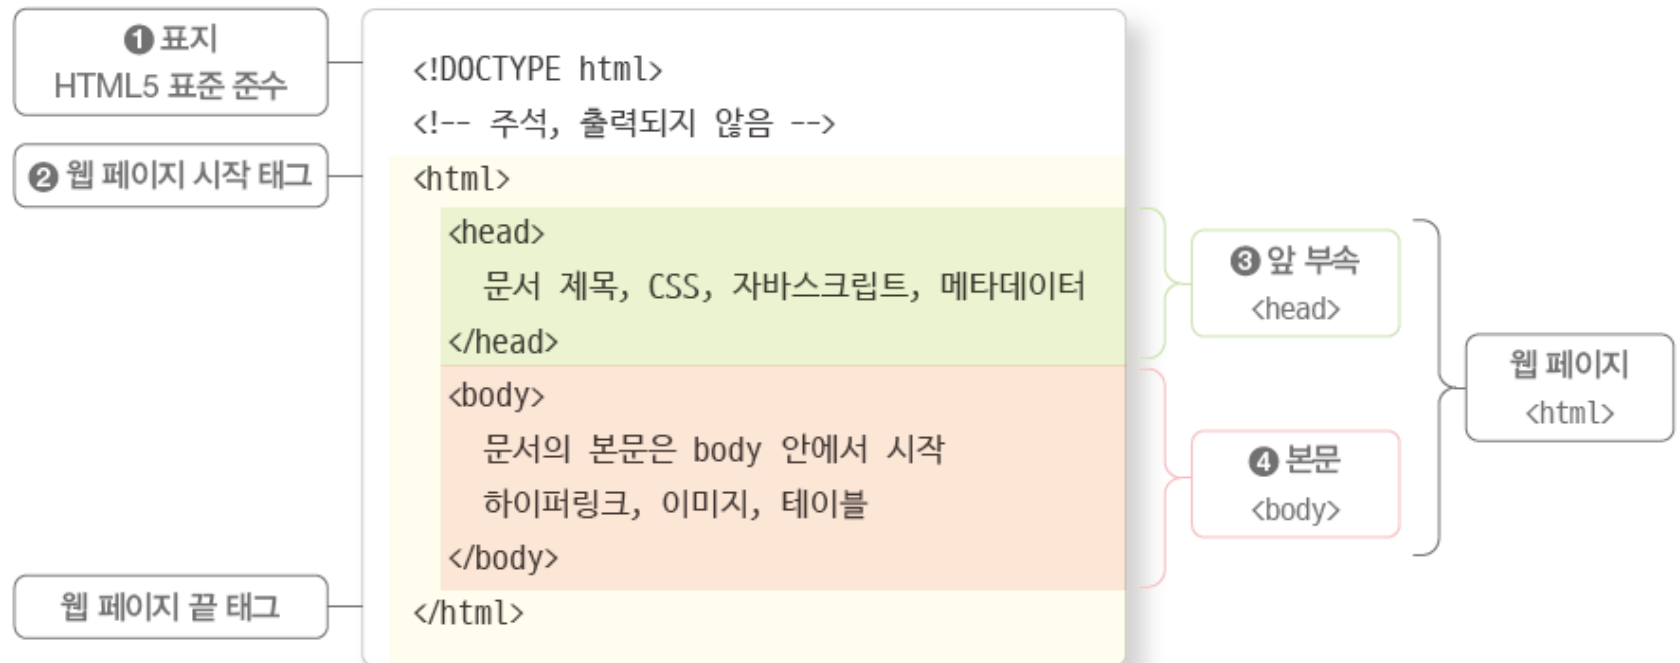 ❶ 표지
HTML5 표준 준수
<!DOCTYPE html>
<!-- 주석, 출력되지 않음 -->
❷ 웹 페이지 시작 태그
<html>
<head>
문서 제목, CSS, 자바스크립트, 메타데이터
</head>
❸ 앞 부속
<head>
<body>
문서의 본문은 body 안에서 시작
하이퍼링크, 이미지, 테이블
</body>
❹ 본문
<body>
웹 페이지
<html>
웹 페이지 끝 태그
</html>